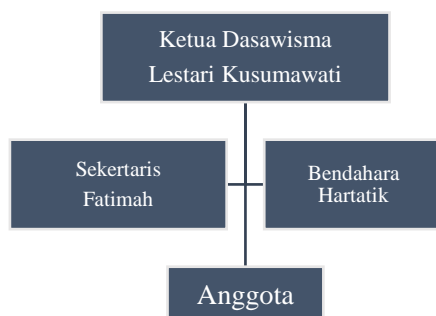 Ketua Dasawisma
Lestari Kusumawati
Sekertaris
Fatimah
Bendahara
Hartatik
Anggota